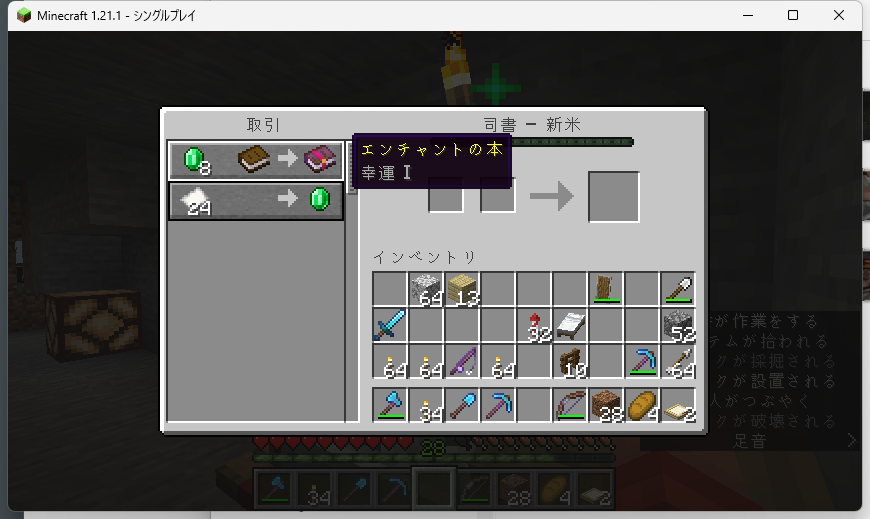 Minecraft 1.21.1 - シングルプレイ
取引
司書 - 新米
エンチャントの本
幸運 I
8
24
インベントリ
64 13
32 52
64 64 64 10 64
34 28 4 2
が作業をする
テムが拾われる
クが採掘される
クが設置される
人がつぶやく
クが破壊される
足音 >
28
34 28 4 2